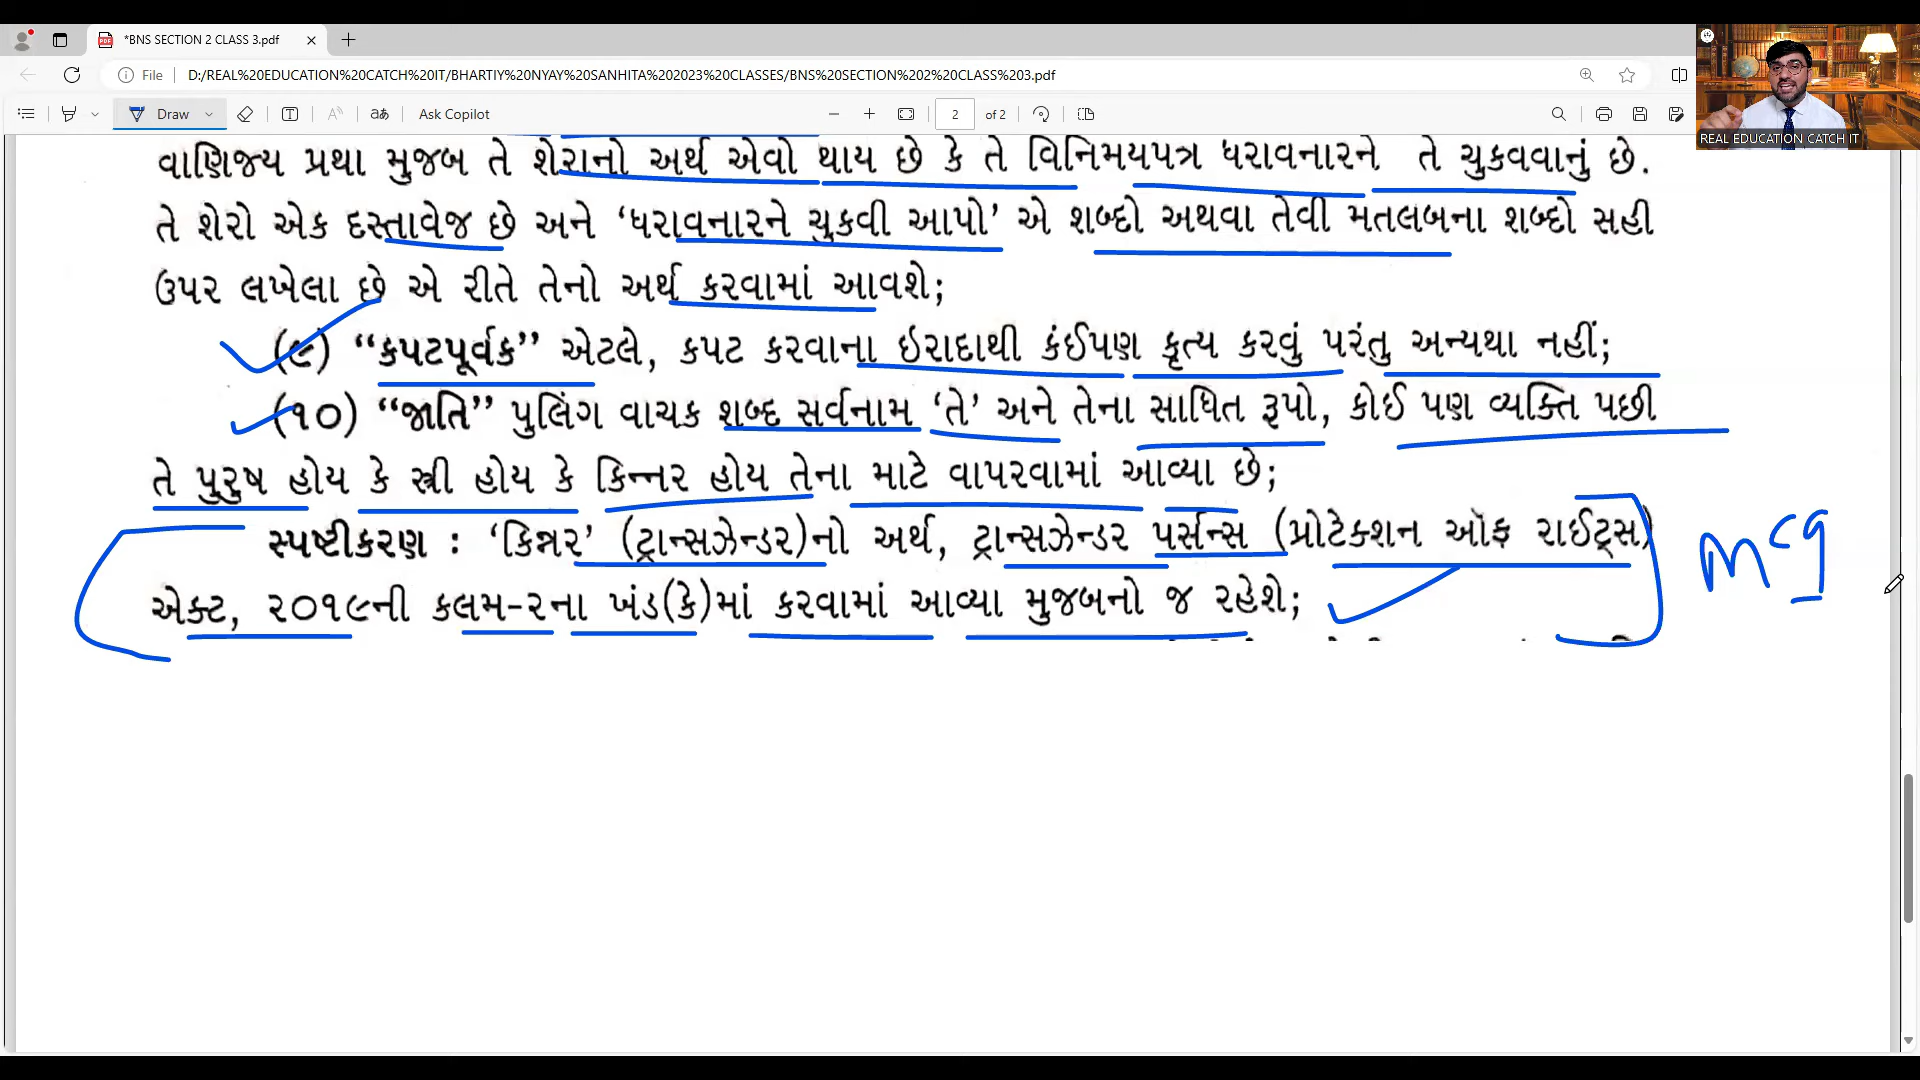 *BNS SECTION 2 CLASS 3.pdf
File D:/REAL%20EDUCATION%20CATCH%20IT/BHARTIY%20NYAY%20SANHITA%202023%20CLASSES/BNS%20SECTION%202%20CLASS%203.pdf
Draw Ask Copilot 2 of 2
REAL EDUCATION CATCH IT
વાણિજ્ય પ્રથા મુજબ તે શેરાનો અર્થ એવો થાય છે કે તે વિનિમયપત્ર ધરાવનારને તે ચુકવવાનું છે.
તે શેરો એક દસ્તાવેજ છે અને ‘ધરાવનારને ચુકવી આપો’ એ શબ્દો અથવા તેવી મતલબના શબ્દો સહી
ઉપર લખેલા છે એ રીતે તેનો અર્થ કરવામાં આવશે;
(૯) “કપટપૂર્વક” એટલે, કપટ કરવાના ઇરાદાથી કંઈપણ કૃત્ય કરવું પરંતુ અન્યથા નહીં;
(૧૦) “જાતિ” પુલિંગ વાચક શબ્દ સર્વનામ ‘તે’ અને તેના સાધિત રૂપો, કોઈ પણ વ્યક્તિ પછી
તે પુરુષ હોય કે સ્ત્રી હોય કે કિન્નર હોય તેના માટે વાપરવામાં આવ્યા છે;
સ્પષ્ટીકરણ : ‘કિન્નર’ (ટ્રાન્સઝેન્ડર)નો અર્થ, ટ્રાન્સઝેન્ડર પર્સન્સ (પ્રોટેક્શન ઑફ રાઈટ્સ)
એક્ટ, ૨૦૧૯ની કલમ-૨ના ખંડ(કે)માં કરવામાં આવ્યા મુજબનો જ રહેશે;
mcq